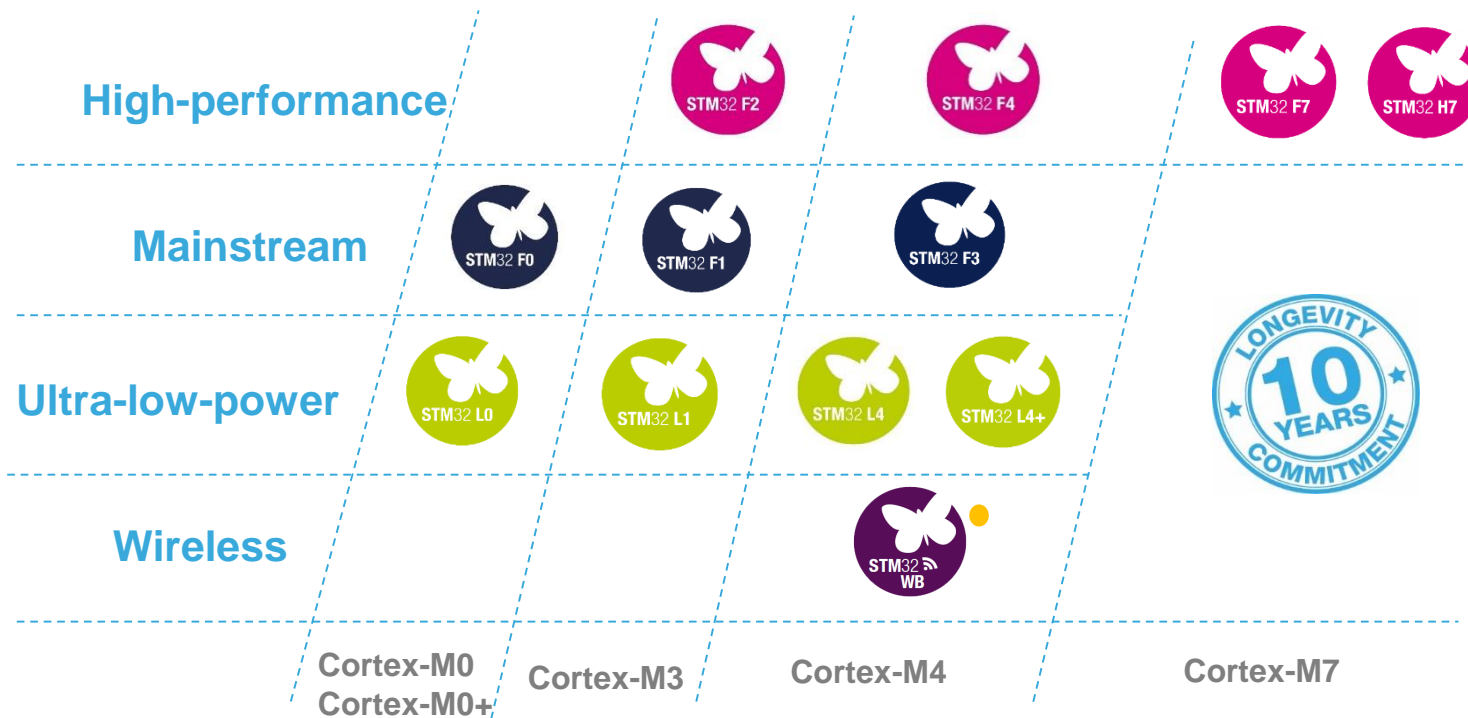 High-performance
STM32 F2
STM32 F4
STM32 F7
STM32 H7
Mainstream
STM32 F0
STM32 F1
STM32 F3
LONGEVITY
10
YEARS
COMMITMENT
Ultra-low-power
STM32 L0
STM32 L1
STM32 L4
STM32 L4+
Wireless
STM32
WB
Cortex-M0
Cortex-M0+
Cortex-M3
Cortex-M4
Cortex-M7